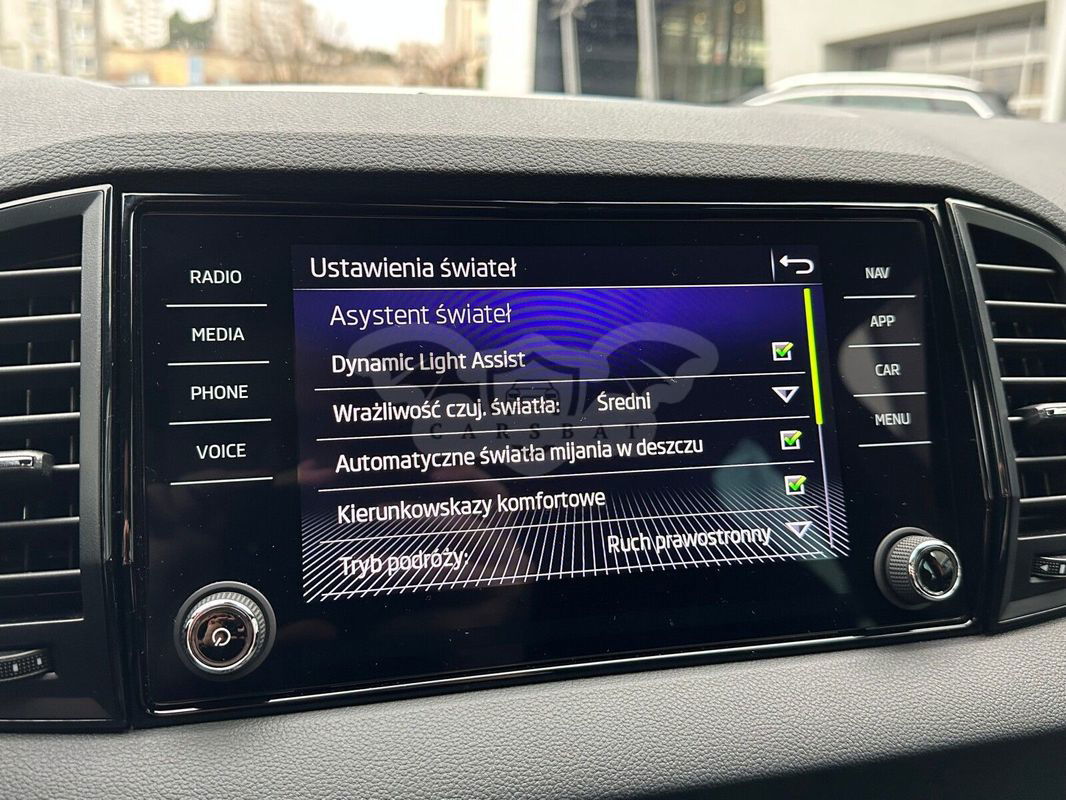 RADIO
MEDIA
PHONE
VOICE
Ustawienia świateł
Asystent świateł
Dynamic Light Assist
Wrażliwość czuj. światła: Średni
Automatyczne światła mijania w deszczu
Kierunkowskazy komfortowe
Tryb podróży: Ruch prawostronny
CARSBAT
NAV
APP
CAR
MENU